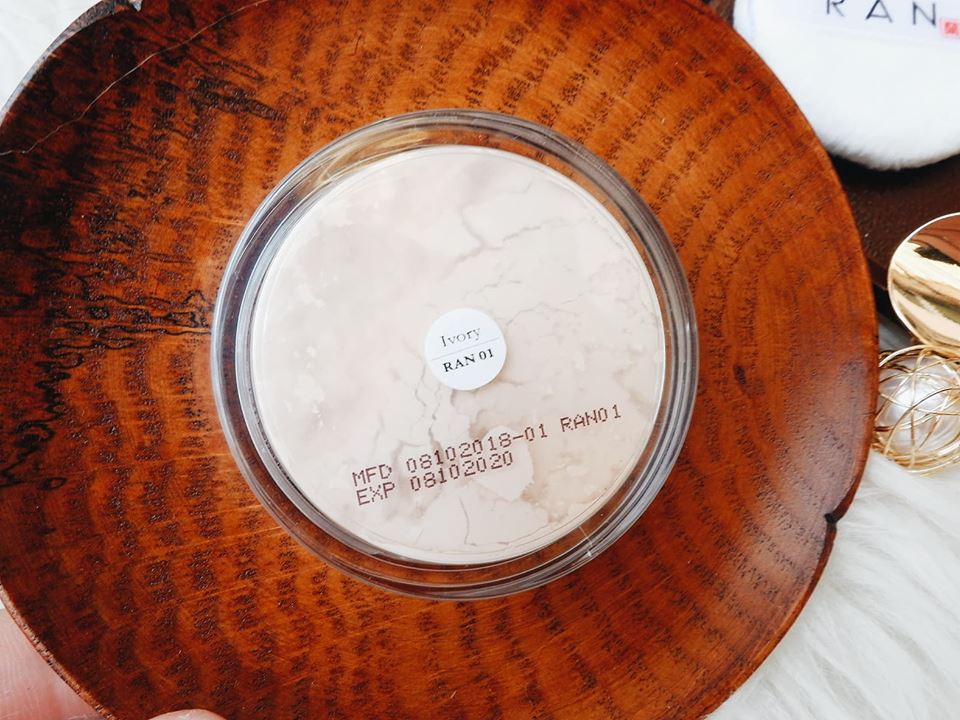 RAN
Ivory
RAN 01
MFD 08102018-01 RAN01
EXP 08102020